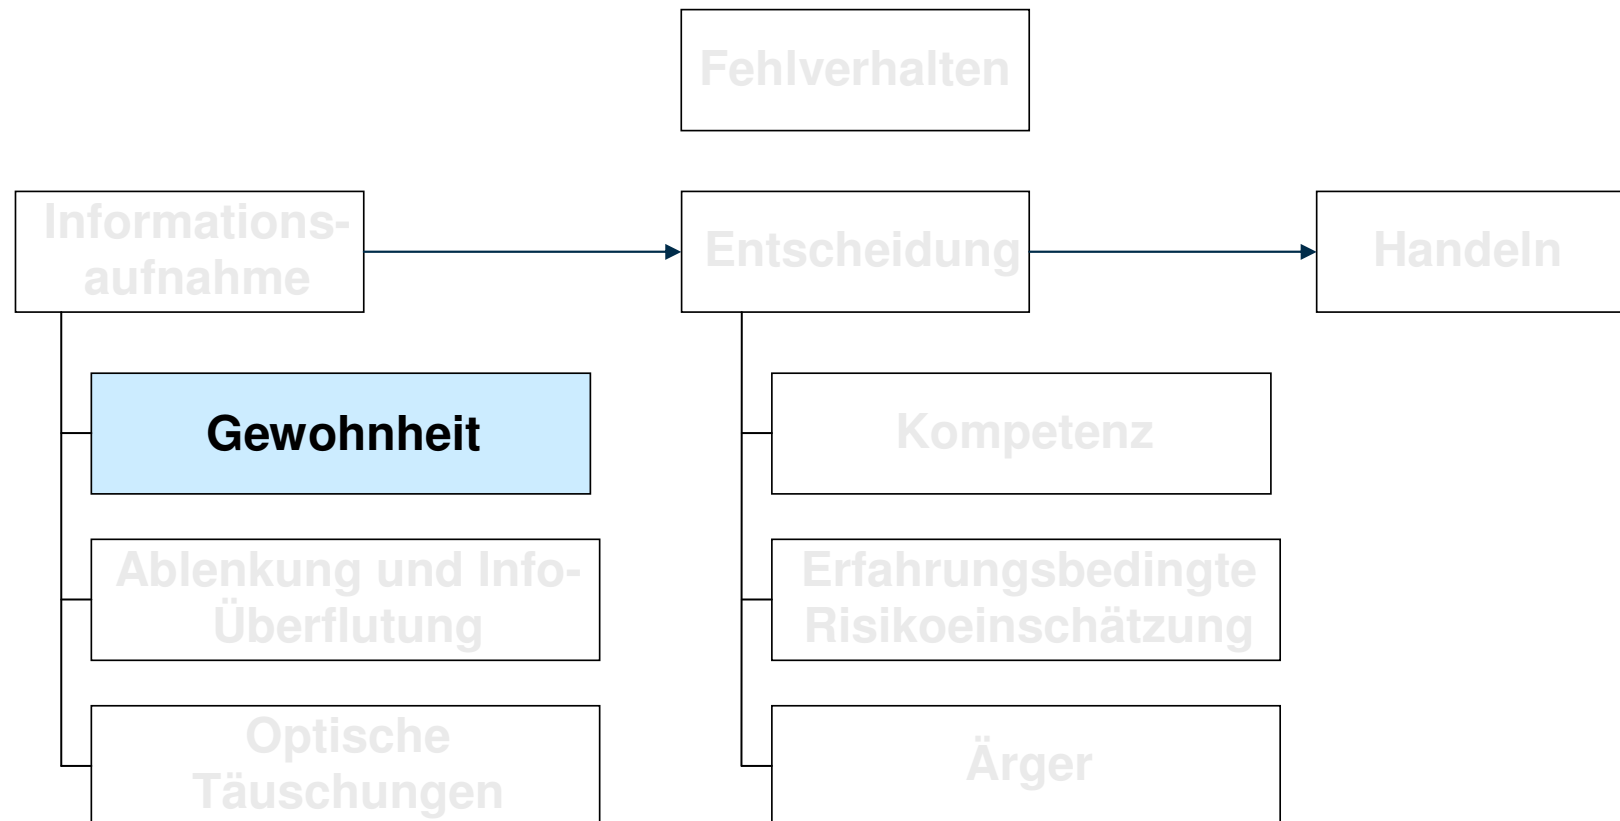 Fehlverhalten
Informations-
aufnahme
Entscheidung
Handeln
Gewohnheit
Kompetenz
Ablenkung und Info-
Überflutung
Erfahrungsbedingte
Risikoeinschätzung
Optische
Täuschungen
Ärger